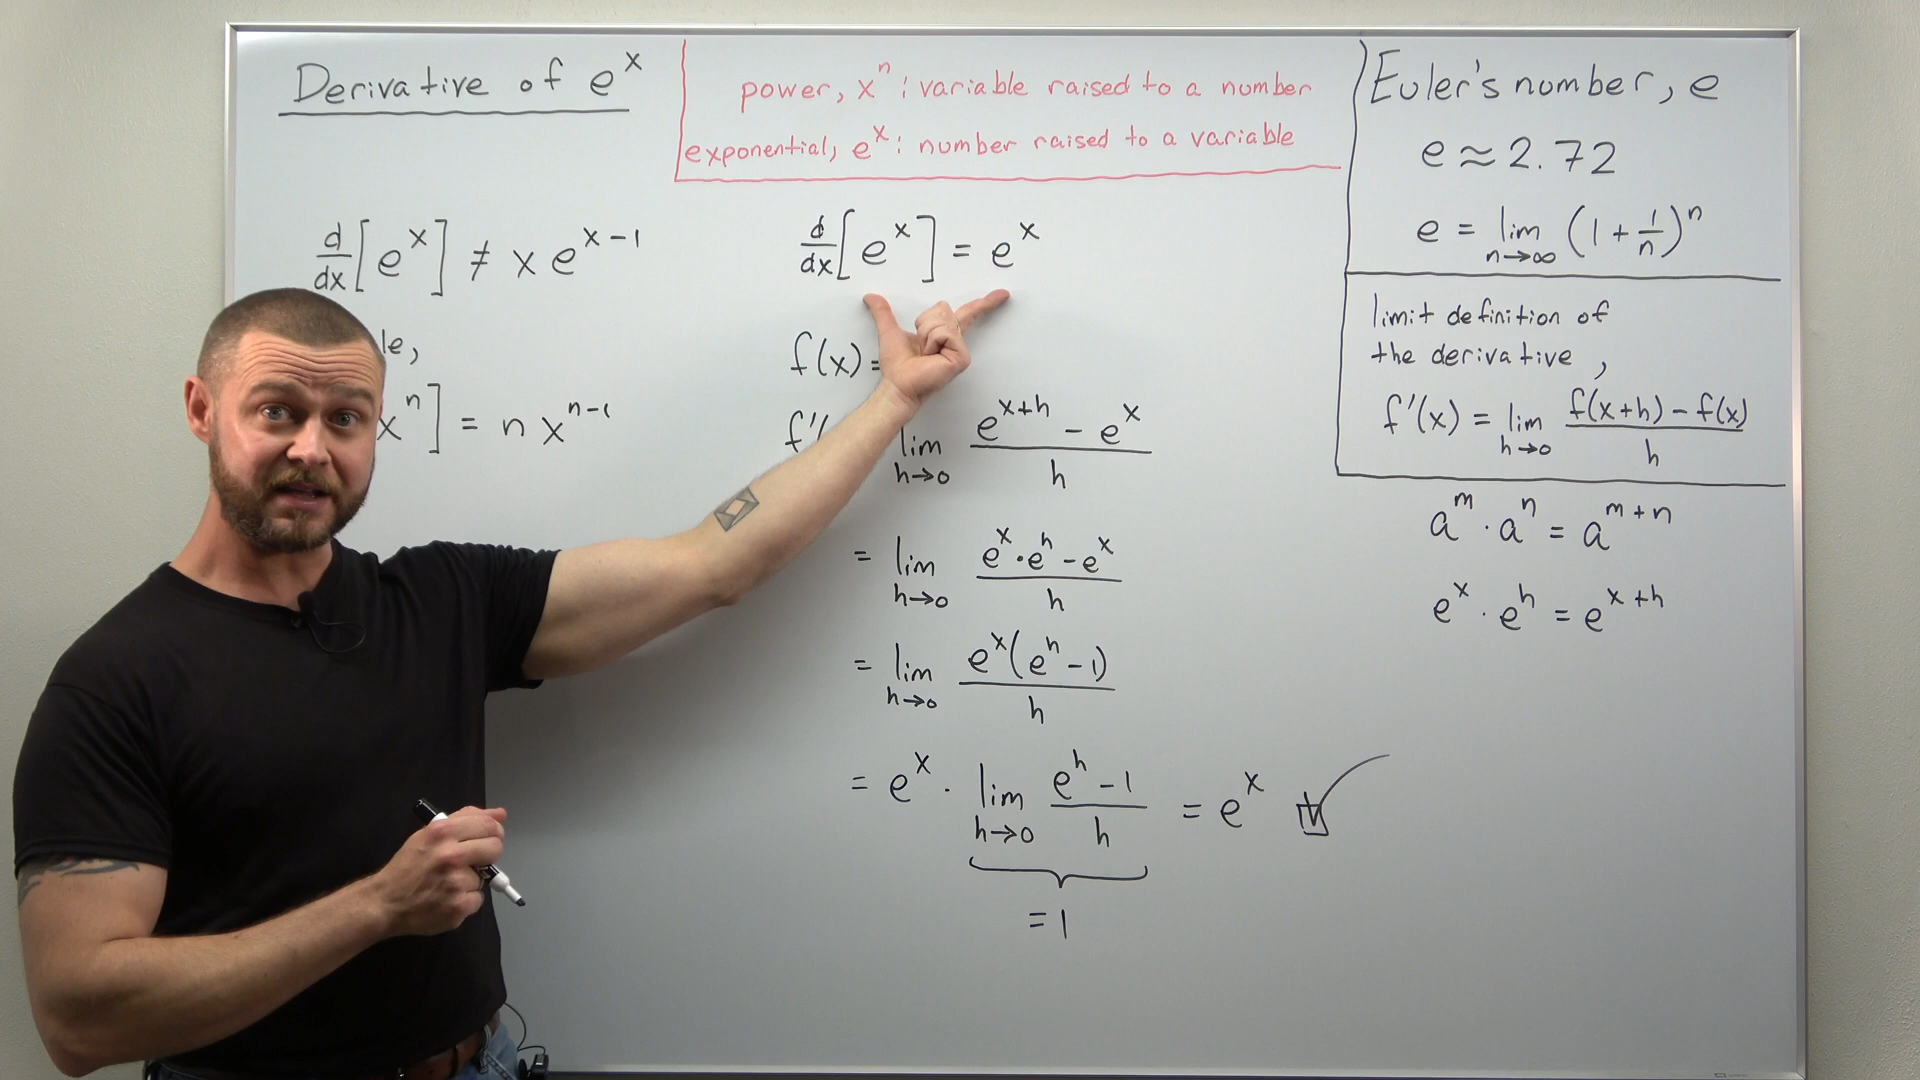 Derivative of e^x
power, x^n : variable raised to a number
exponential, e^x : number raised to a variable
d/dx [e^x] ≠ x e^(x-1)
le,
x^n] = n x^(n-1)
d/dx [e^x] = e^x
f(x) =
f'(
lim h→0 (e^(x+h) - e^x)/h
= lim h→0 (e^x · e^h - e^x)/h
= lim h→0 e^x(e^h - 1)/h
= e^x · lim h→0 (e^h - 1)/h = e^x
= 1
Euler's number, e
e ≈ 2.72
e = lim n→∞ (1 + 1/n)^n
limit definition of
the derivative,
f'(x) = lim h→0 (f(x+h) - f(x))/h
a^m · a^n = a^(m+n)
e^x · e^h = e^(x+h)